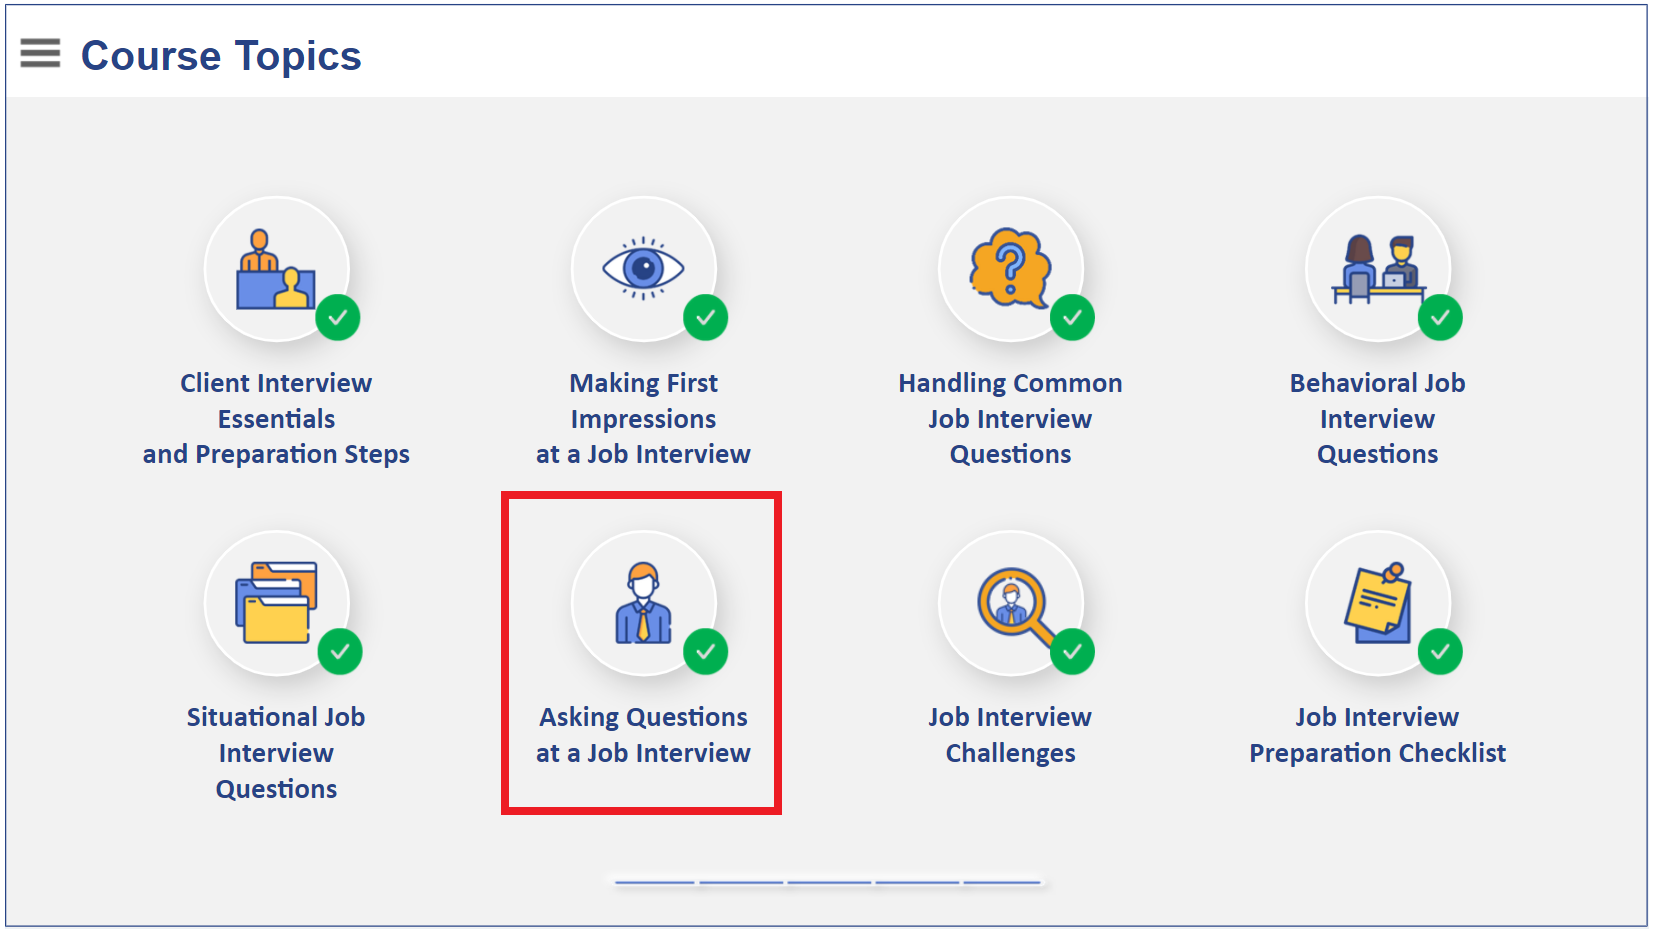 Course Topics
Client Interview
Essentials
and Preparation Steps
Making First
Impressions
at a Job Interview
Handling Common
Job Interview
Questions
Behavioral Job
Interview
Questions
Situational Job
Interview
Questions
Asking Questions
at a Job Interview
Job Interview
Challenges
Job Interview
Preparation Checklist